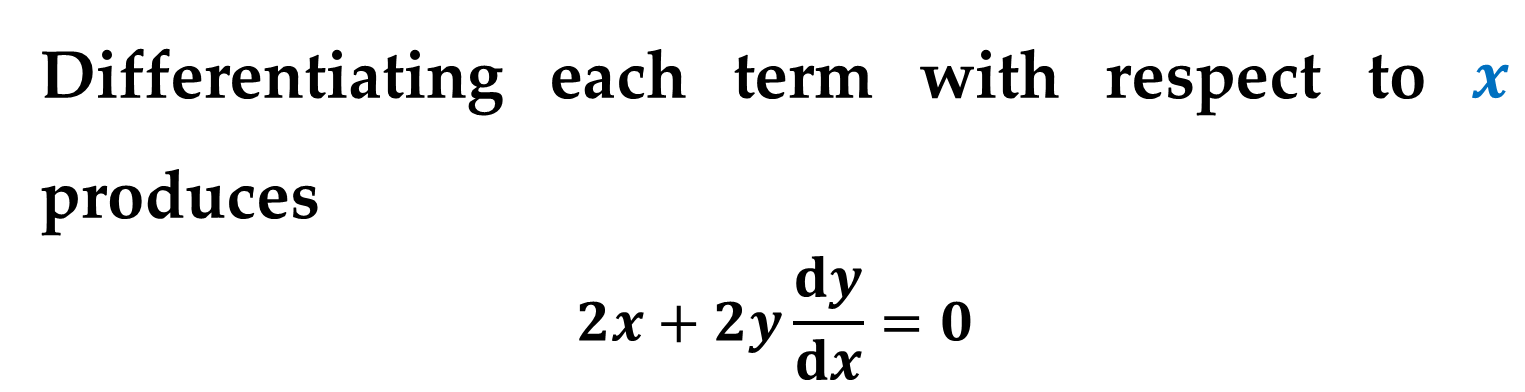 Differentiating each term with respect to x
produces
2x + 2y dy/dx = 0